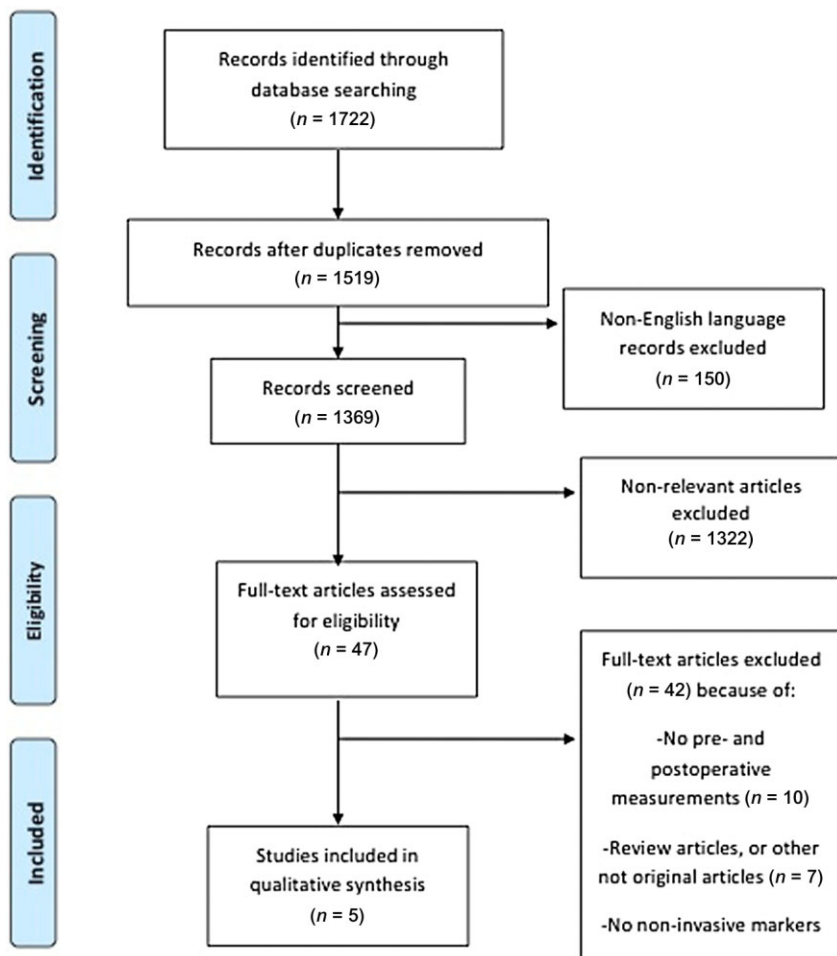 Identification
Records identified through
database searching
(n = 1722)
Records after duplicates removed
(n = 1519)
Screening
Non-English language
records excluded
(n = 150)
Records screened
(n = 1369)
Non-relevant articles
excluded
(n = 1322)
Eligibility
Full-text articles assessed
for eligibility
(n = 47)
Full-text articles excluded
(n = 42) because of:
-No pre- and
postoperative
measurements (n = 10)
-Review articles, or other
not original articles (n = 7)
-No non-invasive markers
Included
Studies included in
qualitative synthesis
(n = 5)